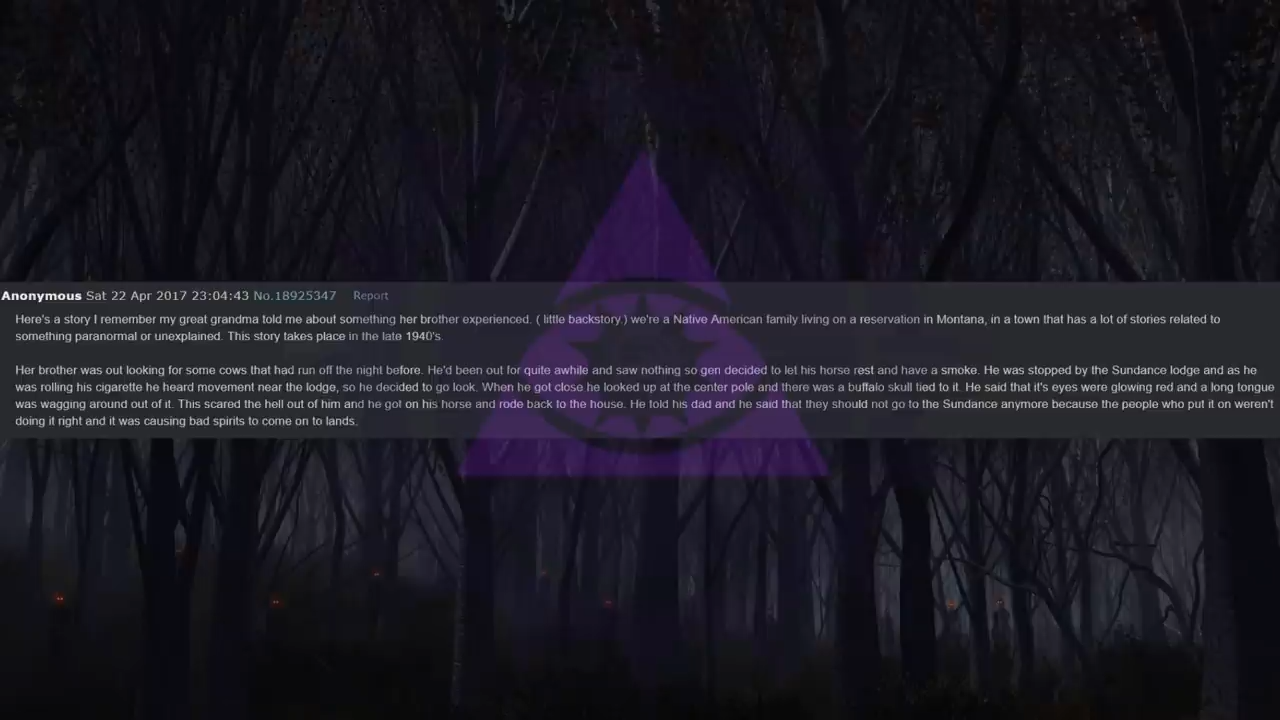 Anonymous Sat 22 Apr 2017 23:04:43 No.18925347 Report
Here's a story I remember my great grandma told me about something her brother experienced. ( little backstory.) we're a Native American family living on a reservation in Montana, in a town that has a lot of stories related to
something paranormal or unexplained. This story takes place in the late 1940's.
Her brother was out looking for some cows that had run off the night before. He'd been out for quite awhile and saw nothing so gen decided to let his horse rest and have a smoke. He was stopped by the Sundance lodge and as he
was rolling his cigarette he heard movement near the lodge, so he decided to go look. When he got close he looked up at the center pole and there was a buffalo skull tied to it. He said that it's eyes were glowing red and a long tongue
was wagging around out of it. This scared the hell out of him and he got on his horse and rode back to the house. He told his dad and he said that they should not go to the Sundance anymore because the people who put it on weren't
doing it right and it was causing bad spirits to come on to lands.